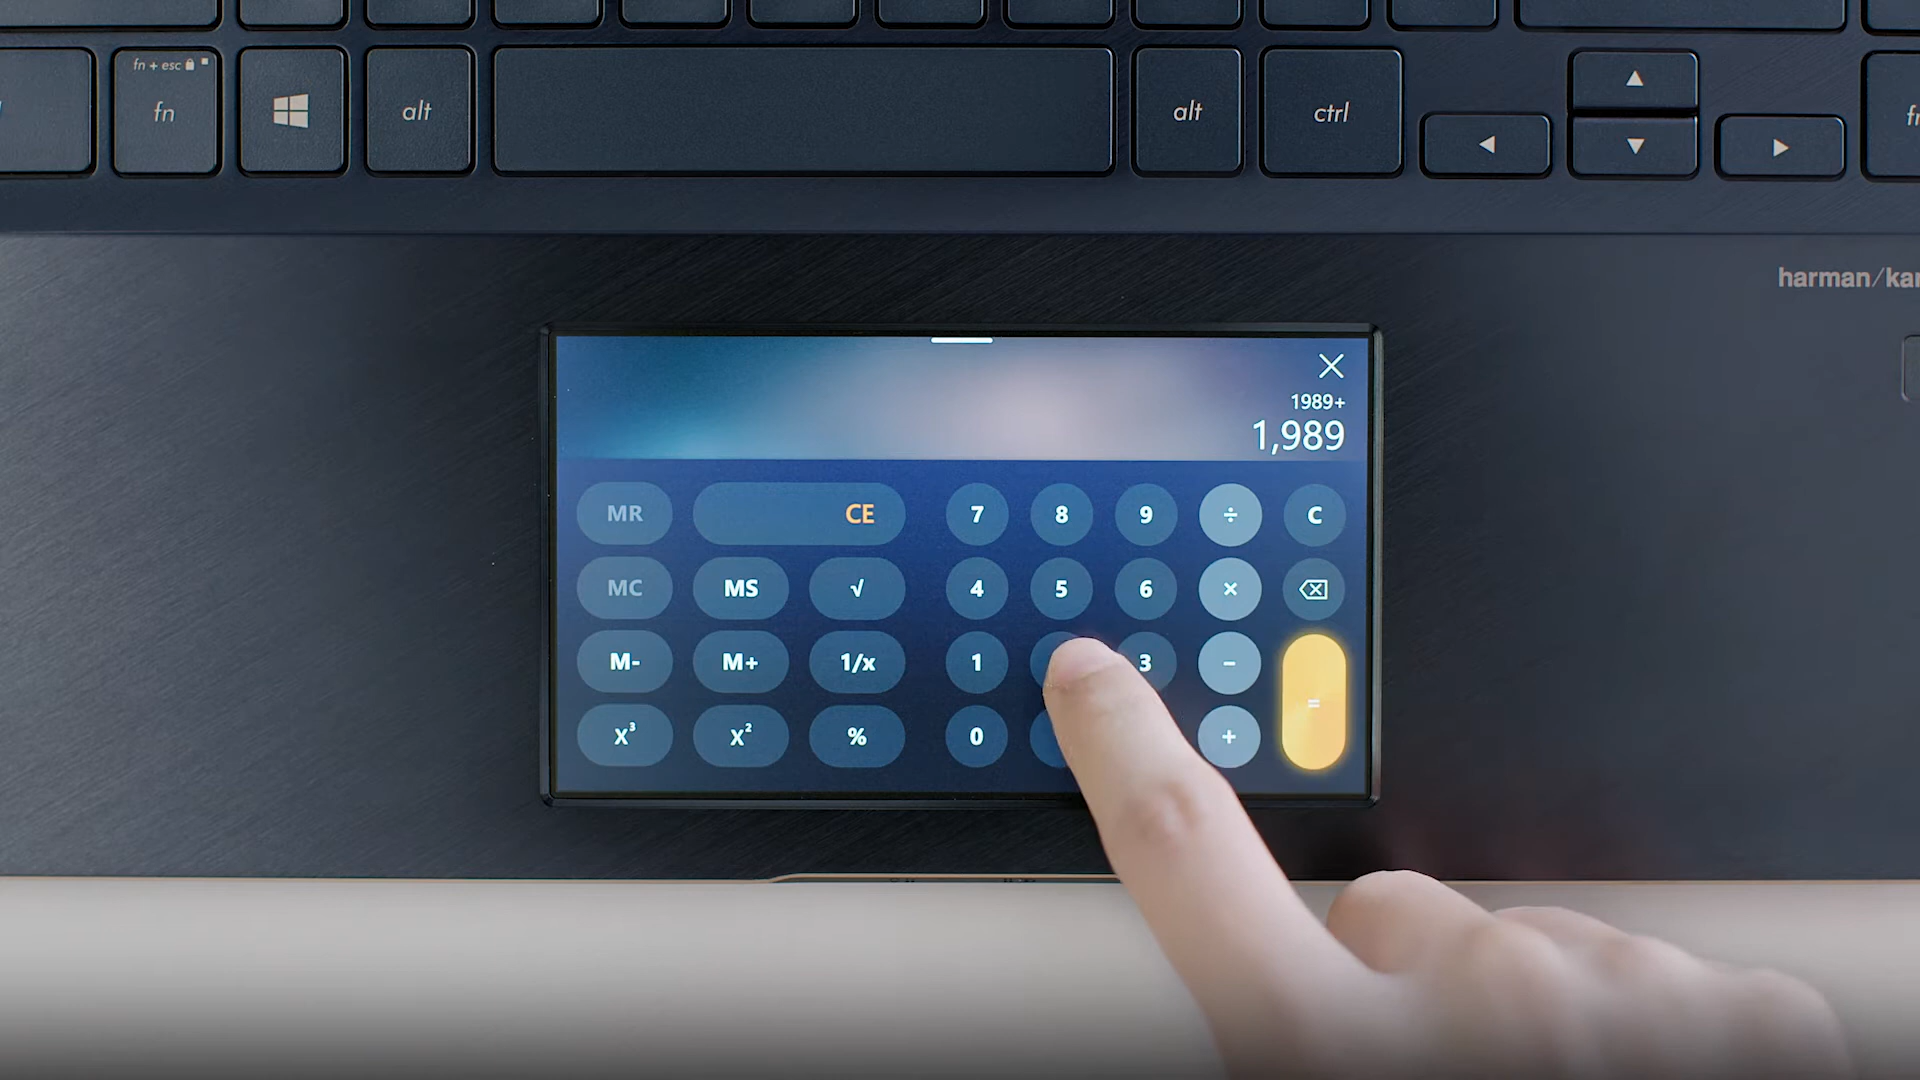 fn + esc
fn
alt
alt
ctrl
harman/kar
1989+
1,989
MR CE 7 8 9 ÷ C
MC MS √ 4 5 6 ×
M- M+ 1/x 1 3 − =
X³ X² % 0 +